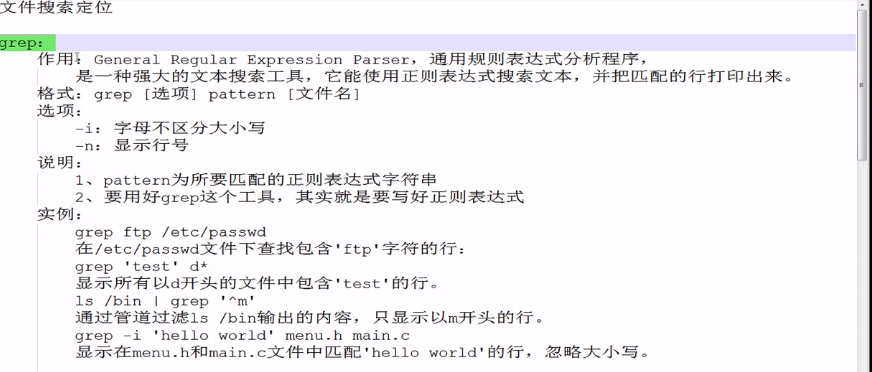 文件搜索定位
grep:
作用: General Regular Expression Parser, 通用规则表达式分析程序,
是一种强大的文本搜索工具, 它能使用正则表达式搜索文本, 并把匹配的行打印出来。
格式: grep [选项] pattern [文件名]
选项:
-i: 字母不区分大小写
-n: 显示行号
说明:
1、pattern为所要匹配的正则表达式字符串
2、要用好grep这个工具, 其实就是要写好正则表达式
实例:
grep ftp /etc/passwd
在/etc/passwd文件下查找包含'ftp'字符的行:
grep 'test' d*
显示所有以d开头的文件中包含'test'的行。
ls /bin | grep '^m'
通过管道过滤ls /bin输出的内容, 只显示以m开头的行。
grep -i 'hello world' menu.h main.c
显示在menu.h和main.c文件中匹配'hello world'的行, 忽略大小写。